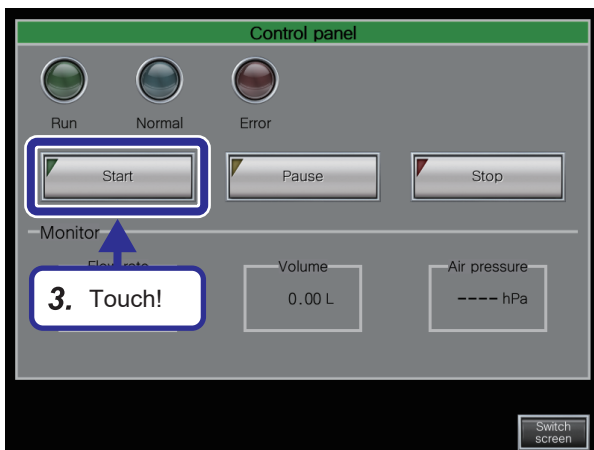 Control panel
Run Normal Error
Start Pause Stop
Monitor
Volume Air pressure
3. Touch!
0.00 L ---- hPa
Switch
screen